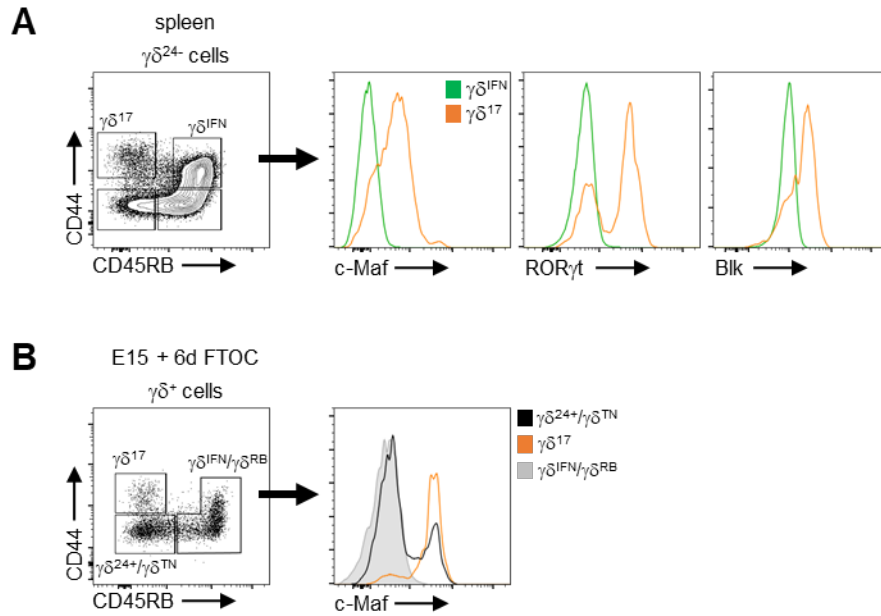 A
spleen
γδ24- cells
γδ17
γδIFN
CD44
CD45RB
γδIFN
γδ17
c-Maf
RORγt
Blk
B
E15 + 6d FTOC
γδ+ cells
γδ17
γδIFN/γδRB
γδ24+/γδTN
CD44
CD45RB
γδ24+/γδTN
γδ17
γδIFN/γδRB
c-Maf